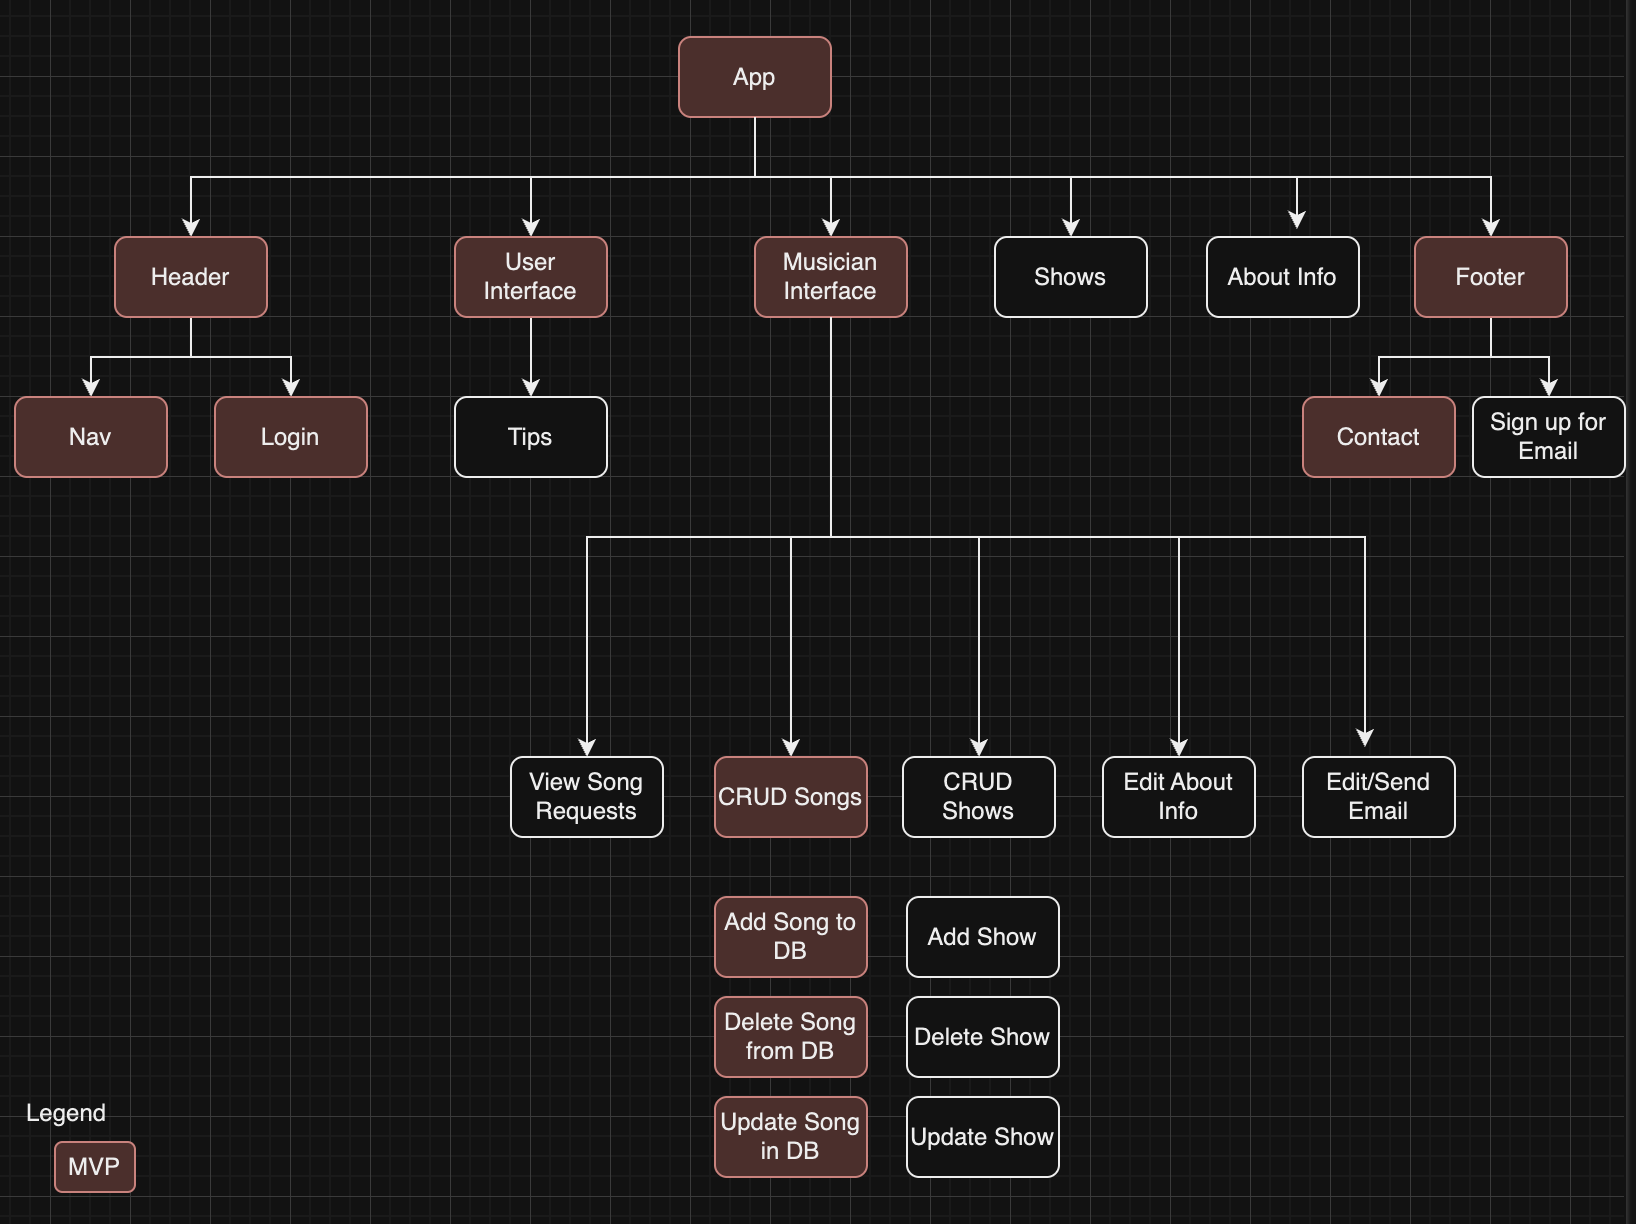 App
Header
User
Interface
Musician
Interface
Shows
About Info
Footer
Nav
Login
Tips
Contact
Sign up for
Email
View Song
Requests
CRUD Songs
CRUD
Shows
Edit About
Info
Edit/Send
Email
Add Song to
DB
Add Show
Delete Song
from DB
Delete Show
Update Song
in DB
Update Show
Legend
MVP